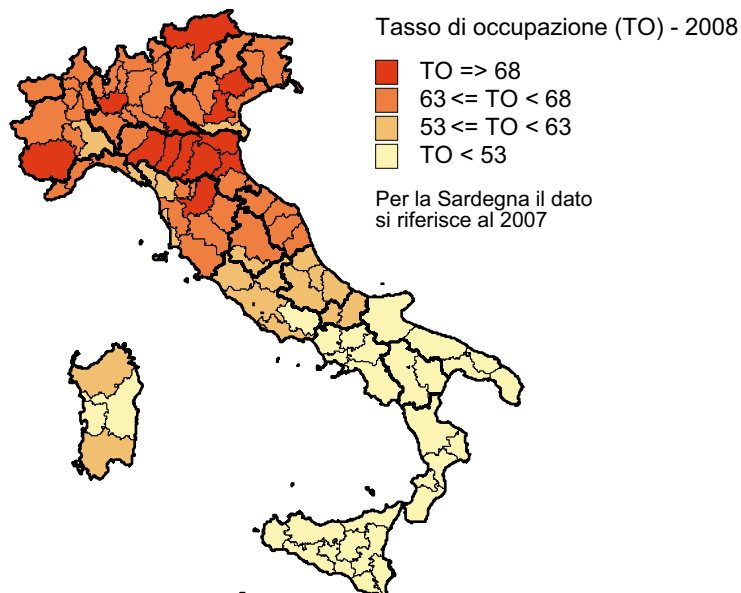 Tasso di occupazione (TO) - 2008
TO => 68
63 <= TO < 68
53 <= TO < 63
TO < 53
Per la Sardegna il dato
si riferisce al 2007